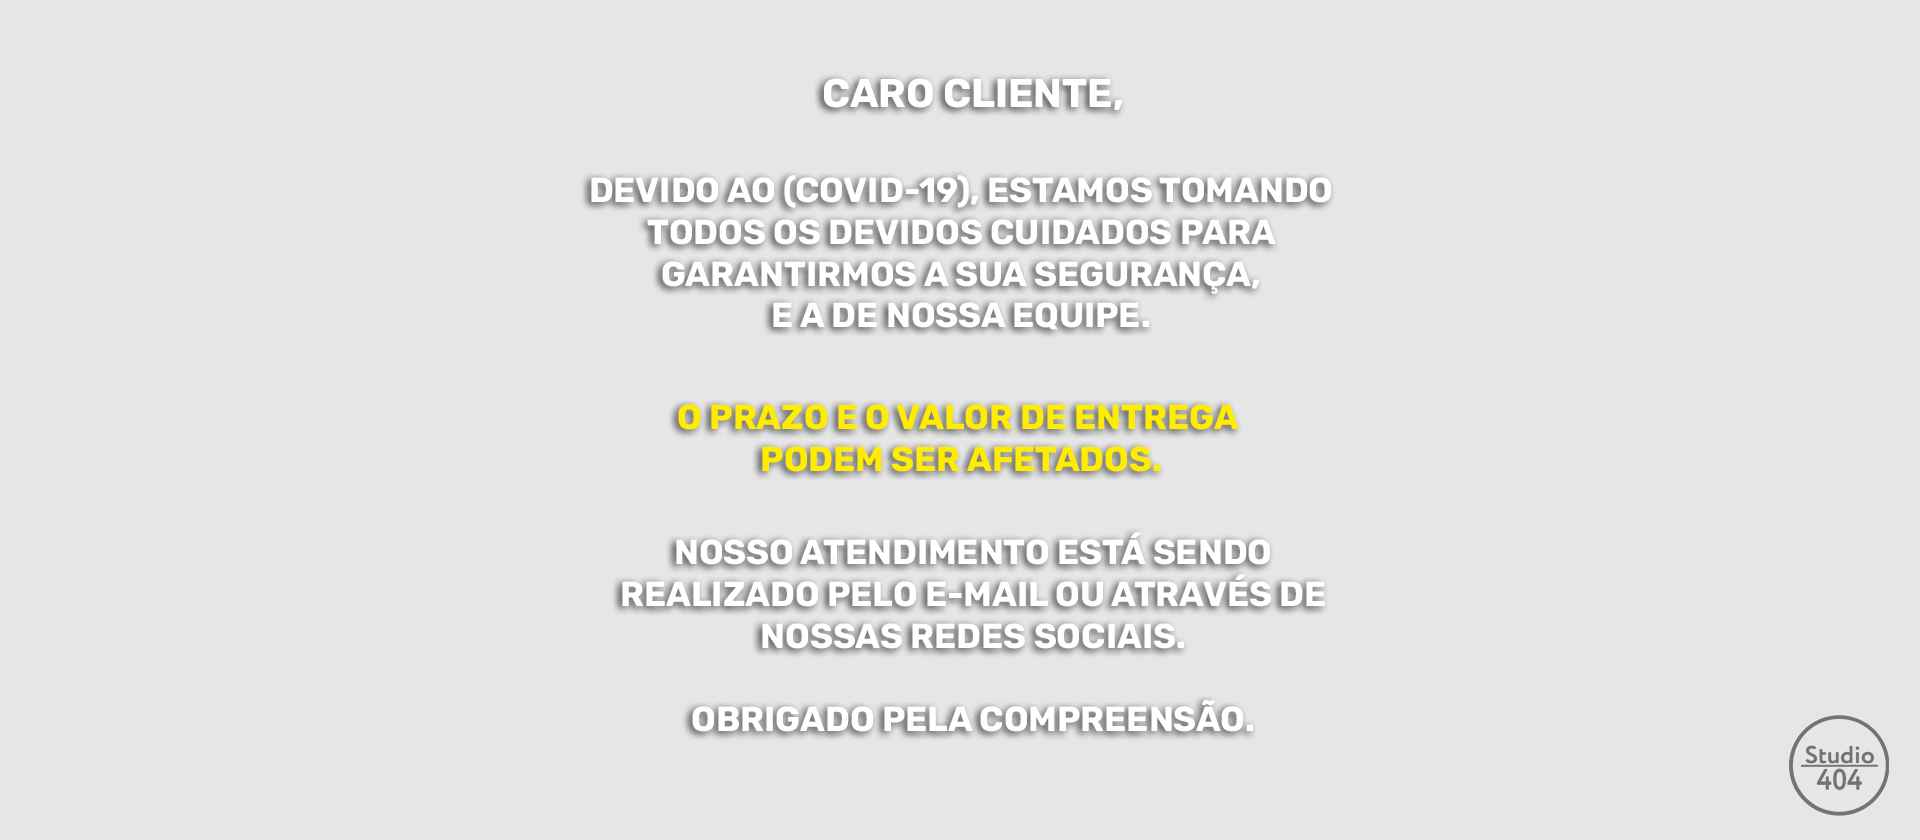 CARO CLIENTE,
DEVIDO AO (COVID-19), ESTAMOS TOMANDO
TODOS OS DEVIDOS CUIDADOS PARA
GARANTIRMOS A SUA SEGURANÇA,
E A DE NOSSA EQUIPE.
O PRAZO E O VALOR DE ENTREGA
PODEM SER AFETADOS.
NOSSO ATENDIMENTO ESTÁ SENDO
REALIZADO PELO E-MAIL OU ATRAVÉS DE
NOSSAS REDES SOCIAIS.
OBRIGADO PELA COMPREENSÃO.
Studio
404